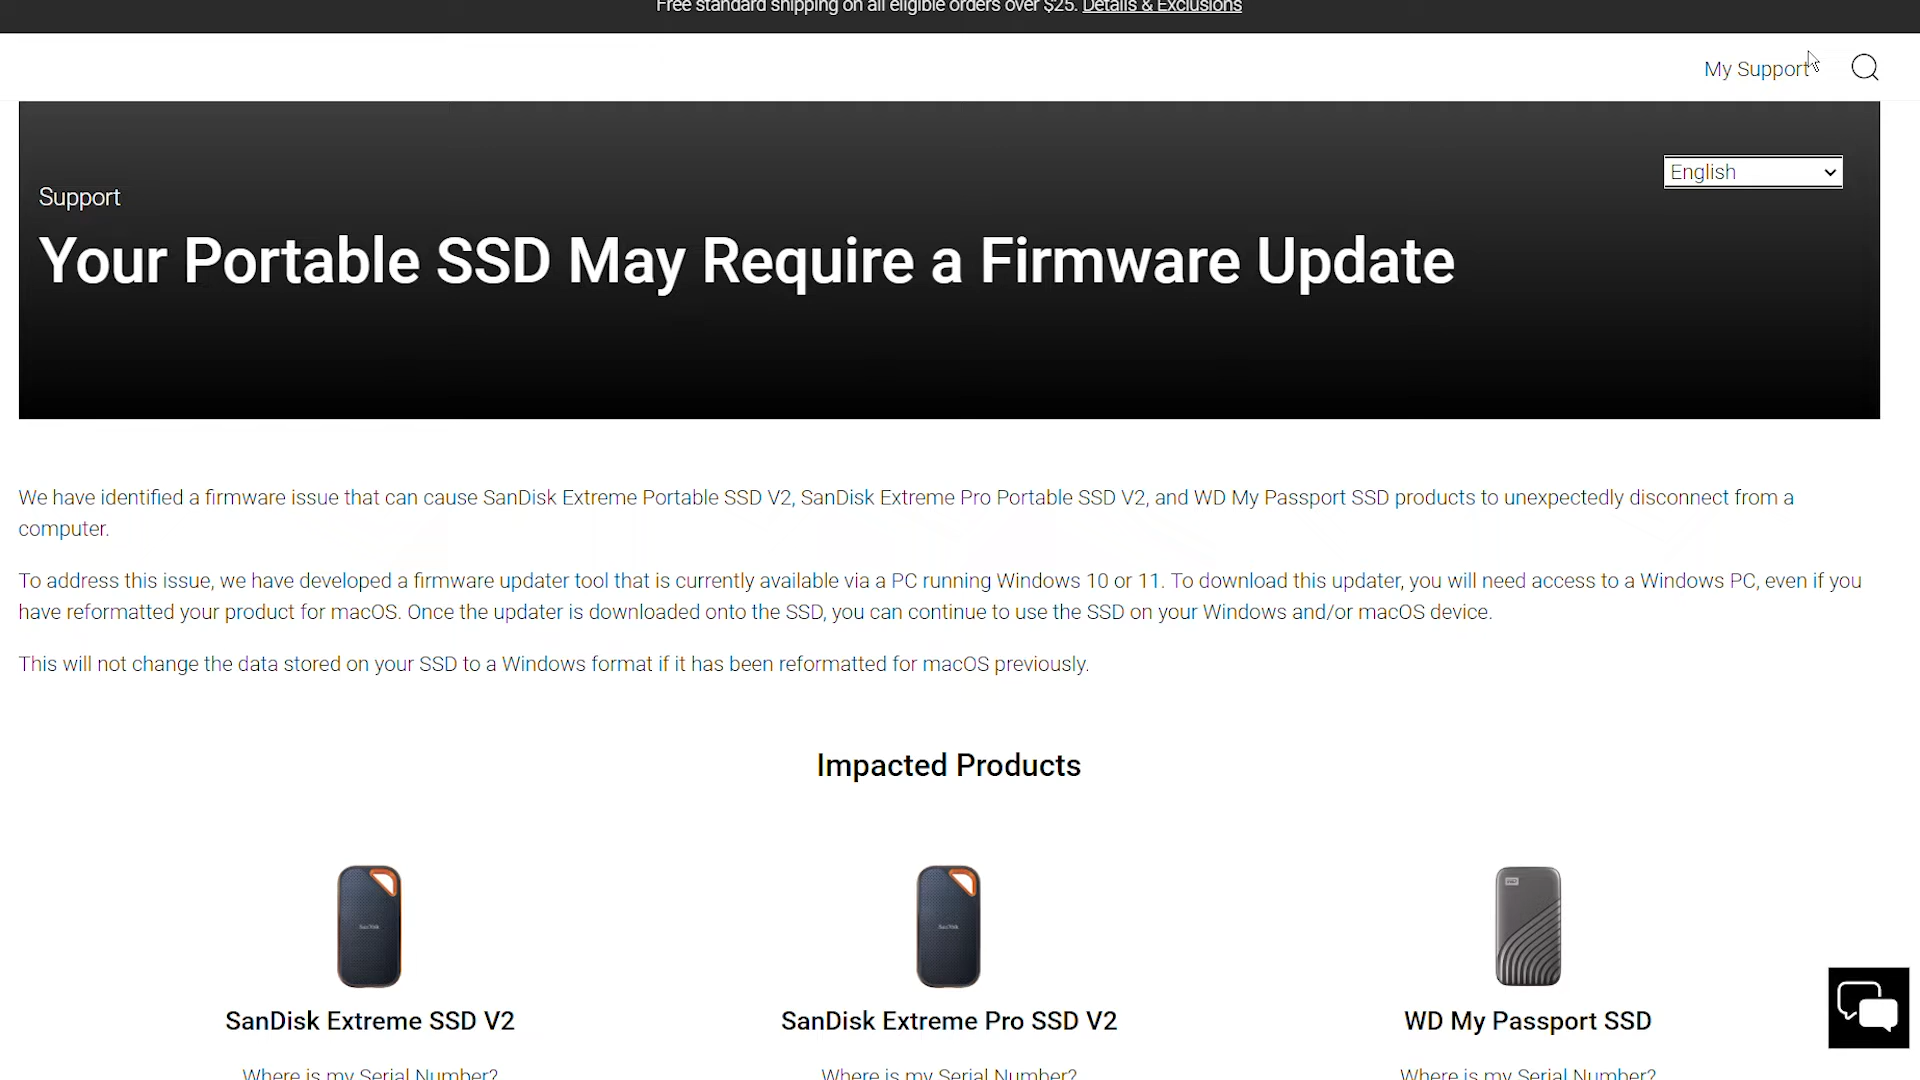 Free standard shipping on all eligible orders over $25. Details & Exclusions
My Support
English
Support
Your Portable SSD May Require a Firmware Update
We have identified a firmware issue that can cause SanDisk Extreme Portable SSD V2, SanDisk Extreme Pro Portable SSD V2, and WD My Passport SSD products to unexpectedly disconnect from a
computer.
To address this issue, we have developed a firmware updater tool that is currently available via a PC running Windows 10 or 11. To download this updater, you will need access to a Windows PC, even if you
have reformatted your product for macOS. Once the updater is downloaded onto the SSD, you can continue to use the SSD on your Windows and/or macOS device.
This will not change the data stored on your SSD to a Windows format if it has been reformatted for macOS previously.
Impacted Products
SanDisk
SanDisk
WD
SanDisk Extreme SSD V2
SanDisk Extreme Pro SSD V2
WD My Passport SSD
Where is my Serial Number?
Where is my Serial Number?
Where is my Serial Number?